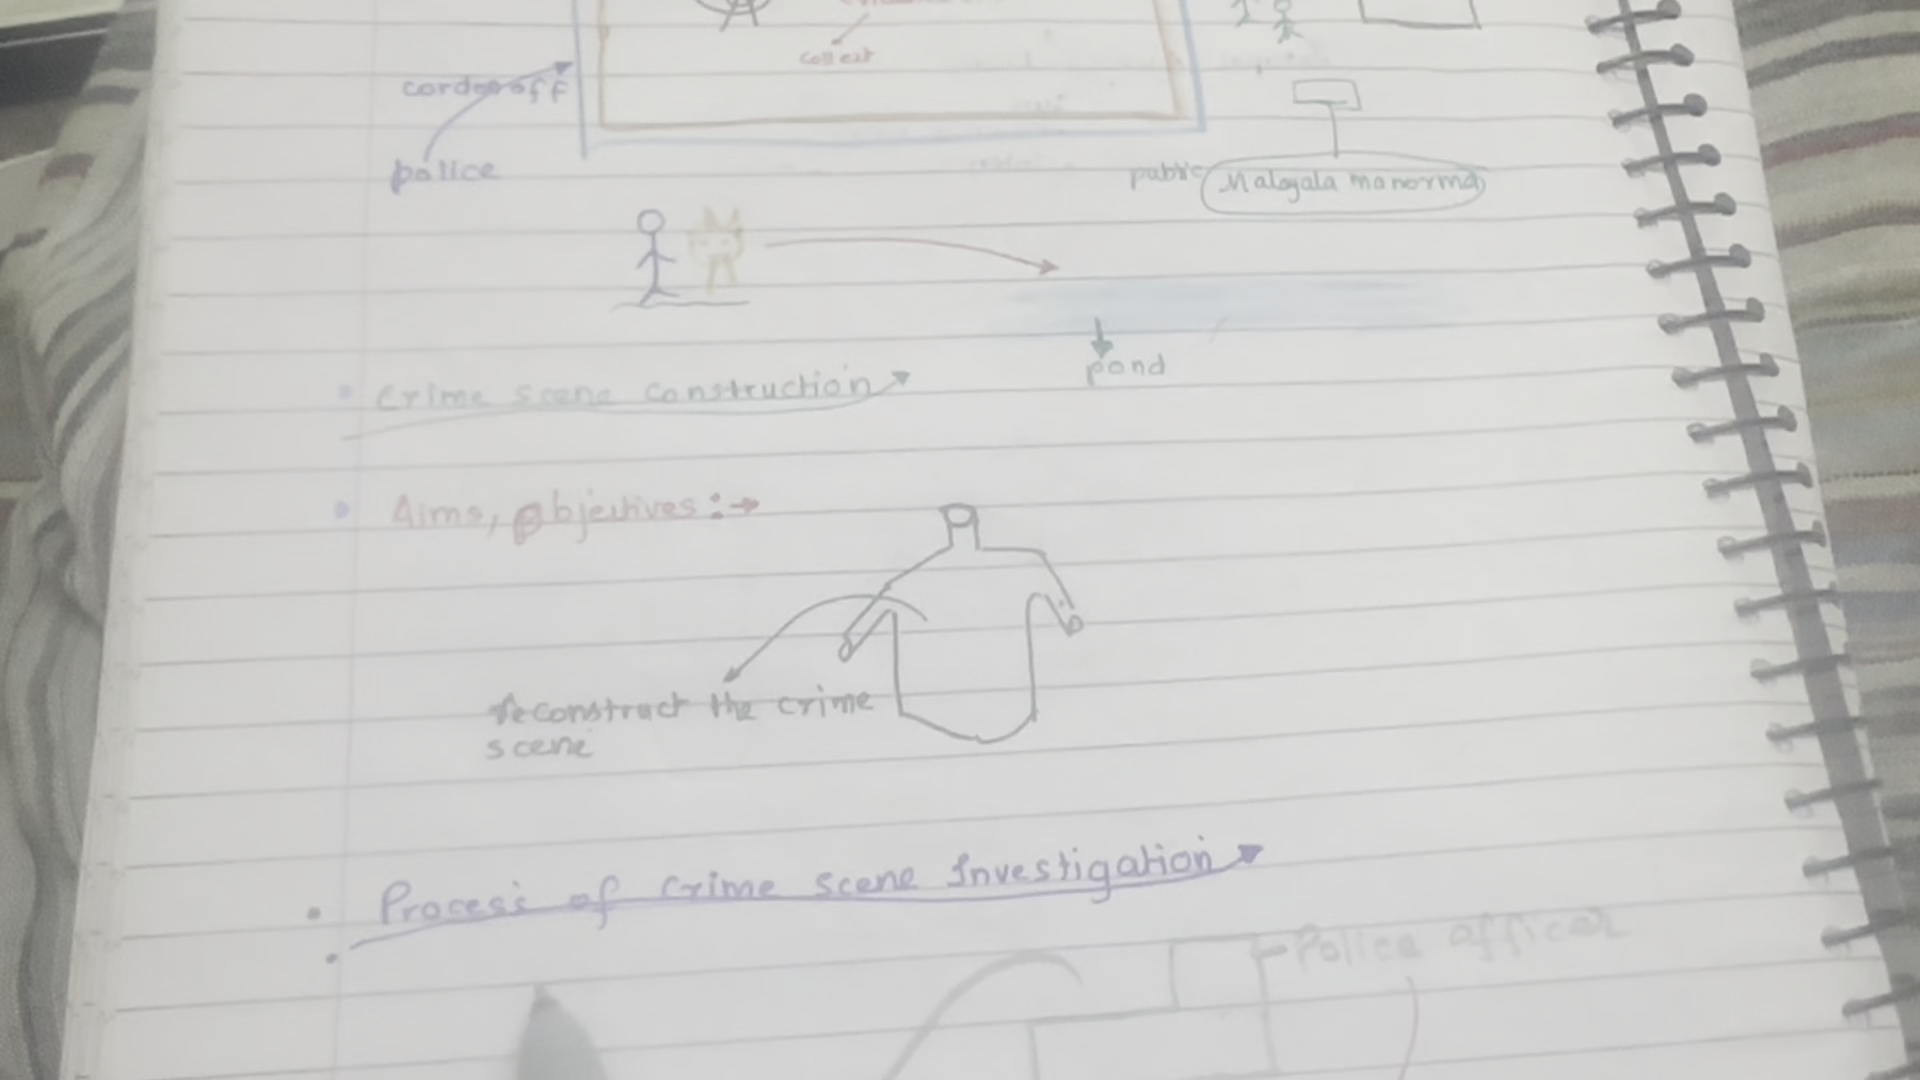 collect
cordon off
police
public Malayala manorma
pond
Crime Scene Construction
Aims, objectives :→
reconstruct the crime
scene
Process of Crime scene Investigation
Police officer